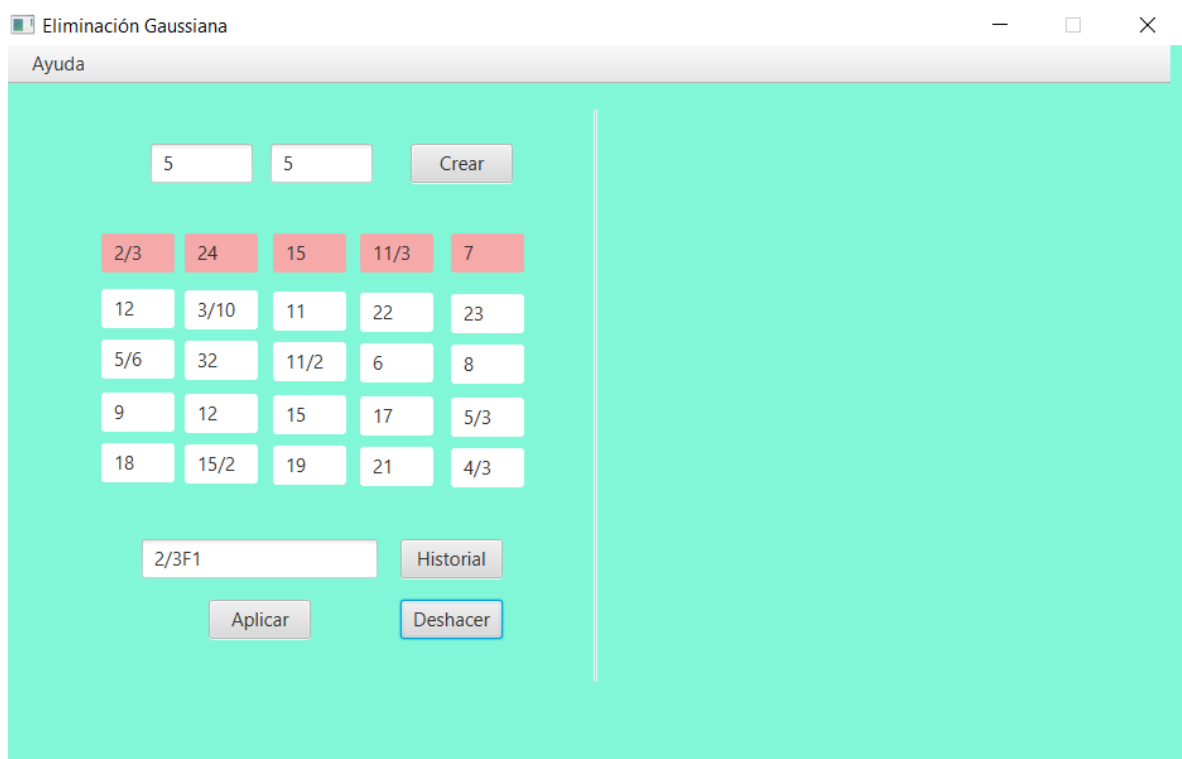 Eliminación Gaussiana
Ayuda
5 5 Crear
2/3 24 15 11/3 7
12 3/10 11 22 23
5/6 32 11/2 6 8
9 12 15 17 5/3
18 15/2 19 21 4/3
2/3F1 Historial
Aplicar Deshacer